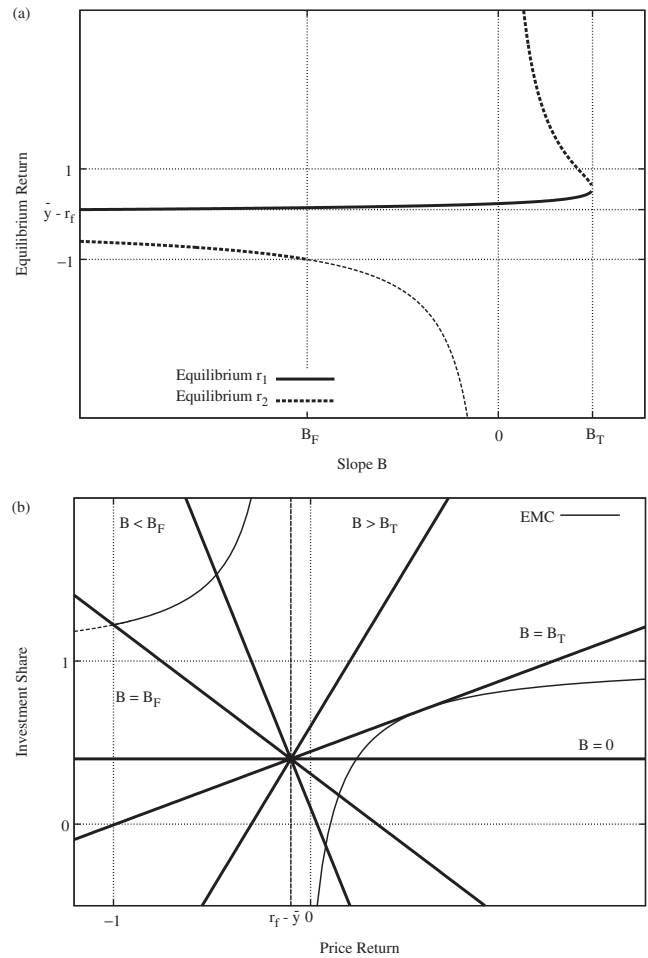 (a)
Equilibrium Return
1
ȳ - r_f
−1
Equilibrium r_1
Equilibrium r_2
B_F
0
B_T
Slope B
(b)
Investment Share
B < B_F
B > B_T
EMC
B = B_T
1
B = B_F
B = 0
0
−1
r_f - ȳ 0
Price Return